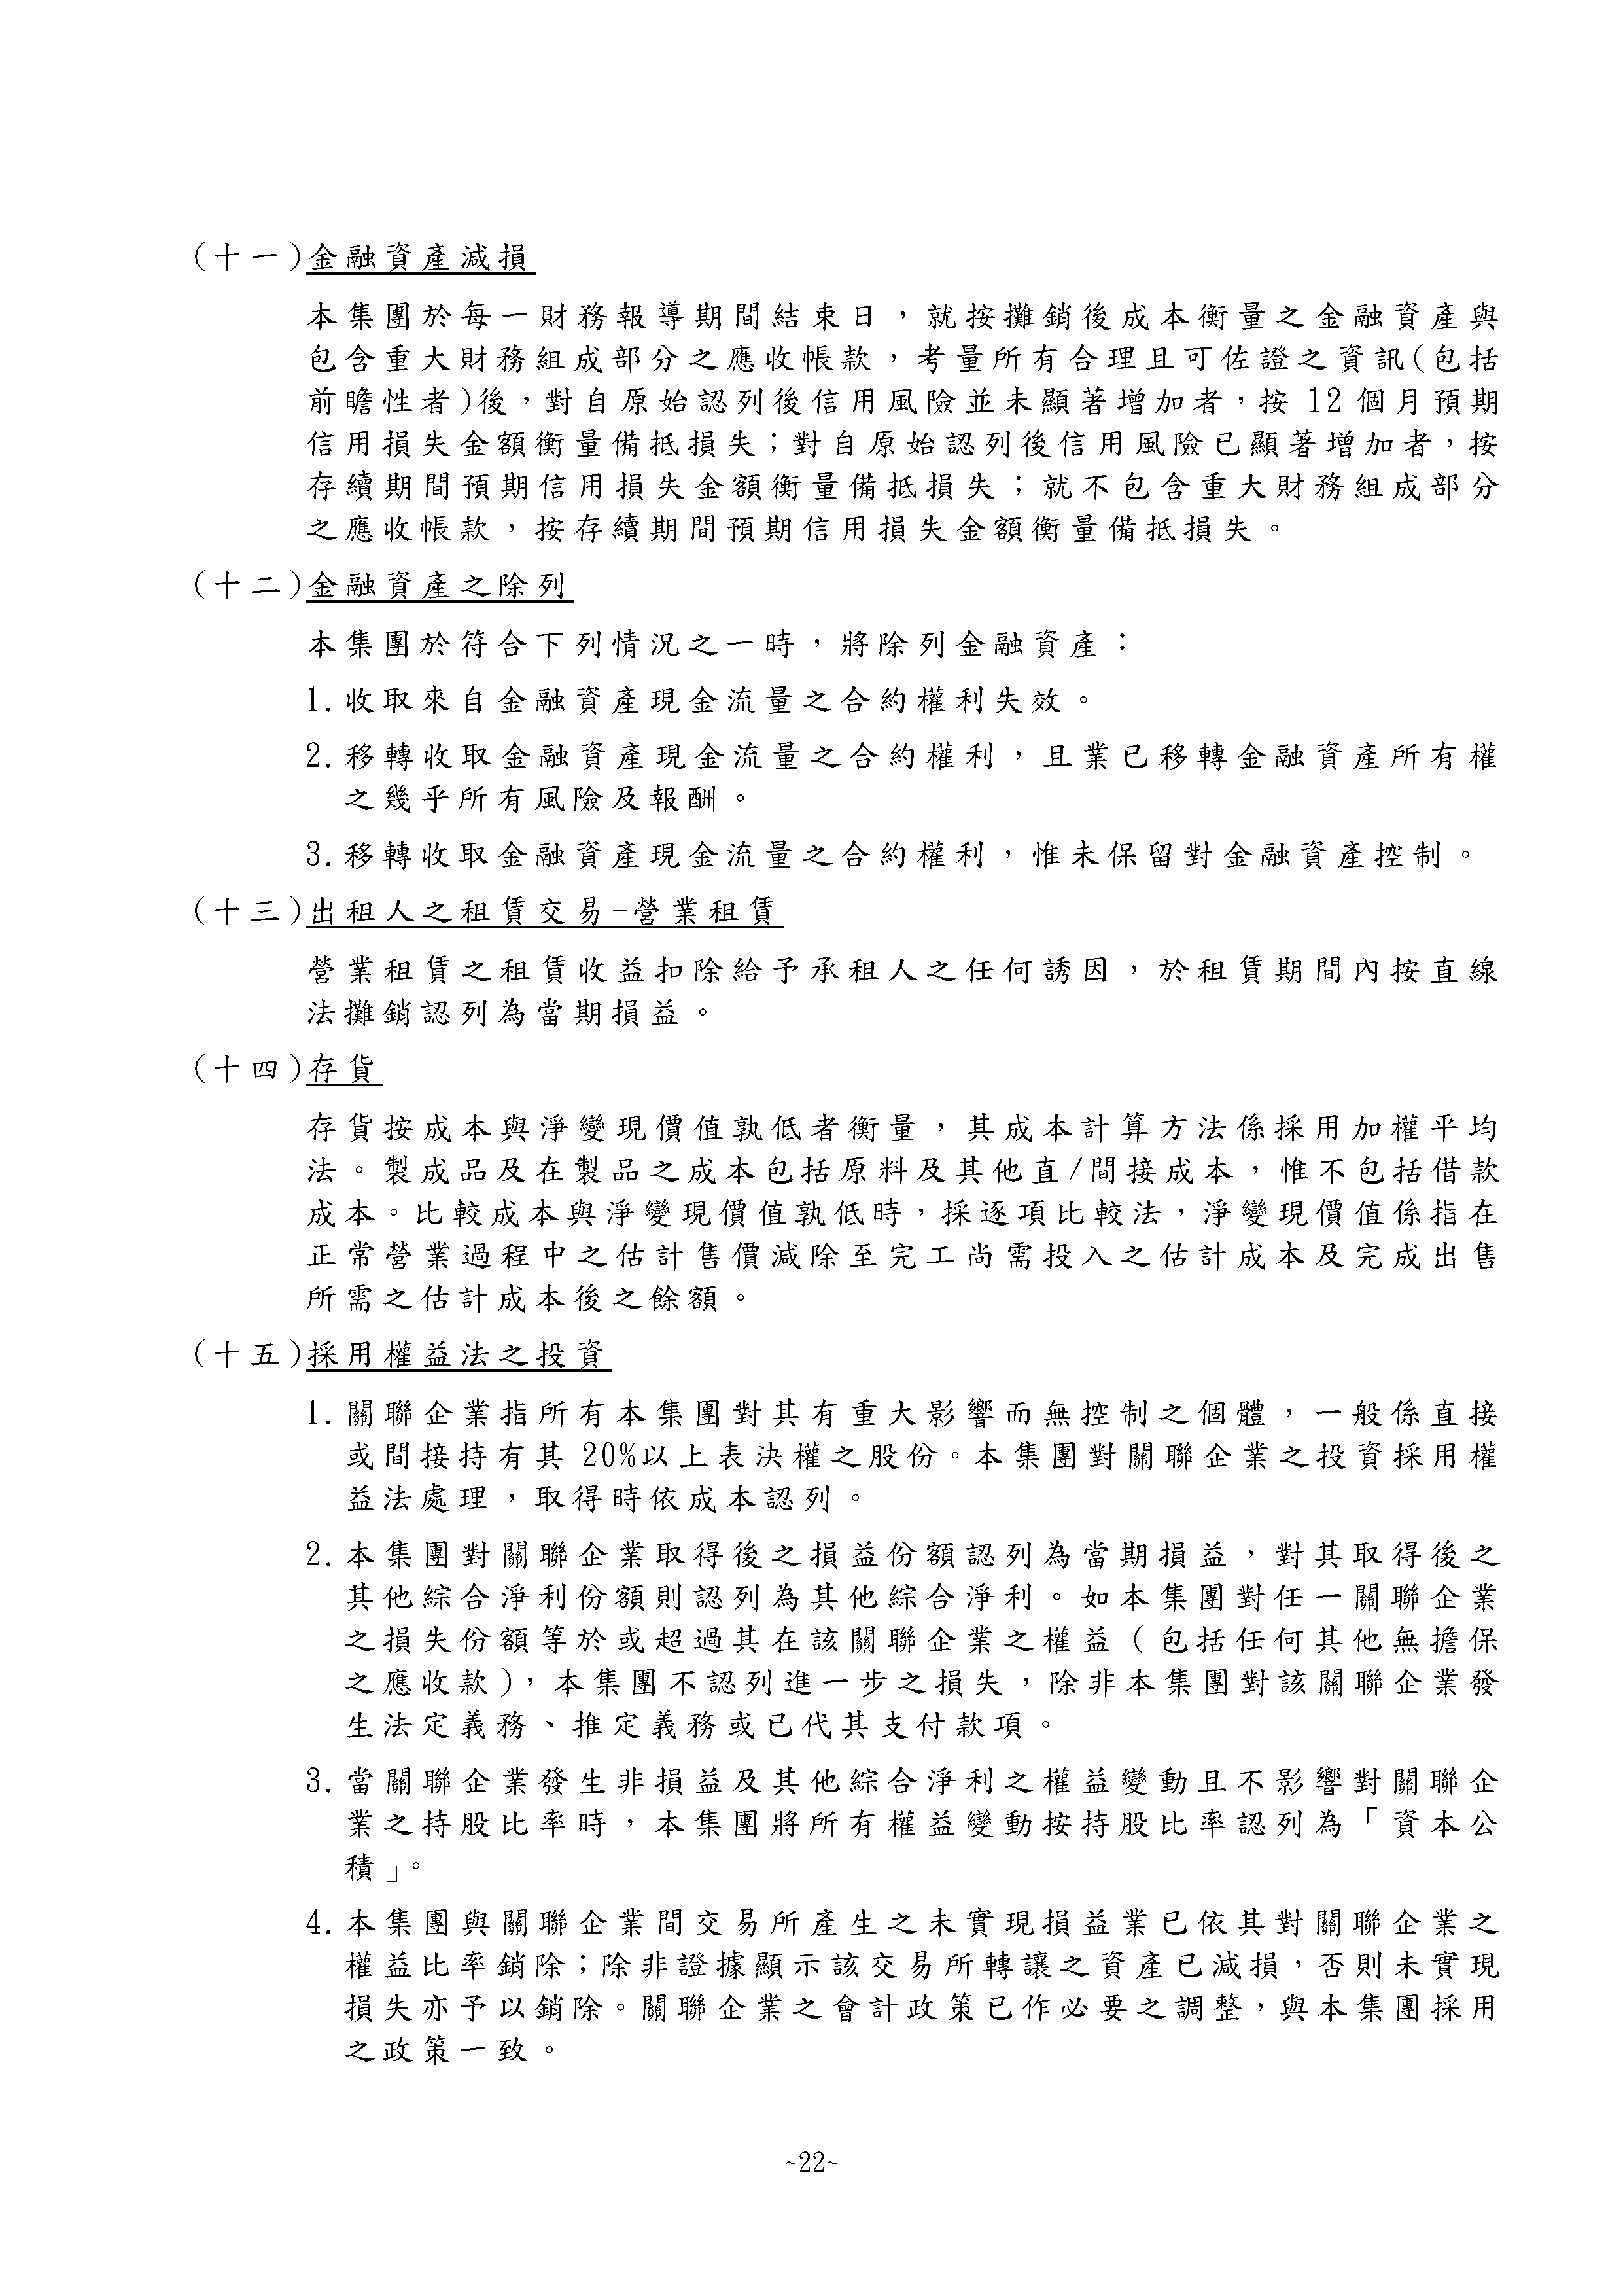 (十一)金融資產減損
本集團於每一財務報導期間結束日，就按攤銷後成本衡量之金融資產與
包含重大財務組成部分之應收帳款，考量所有合理且可佐證之資訊(包括
前瞻性者)後，對自原始認列後信用風險並未顯著增加者，按 12 個月預期
信用損失金額衡量備抵損失；對自原始認列後信用風險已顯著增加者，按
存續期間預期信用損失金額衡量備抵損失；就不包含重大財務組成部分
之應收帳款，按存續期間預期信用損失金額衡量備抵損失。
(十二)金融資產之除列
本集團於符合下列情況之一時，將除列金融資產：
1.收取來自金融資產現金流量之合約權利失效。
2.移轉收取金融資產現金流量之合約權利，且業已移轉金融資產所有權
之幾乎所有風險及報酬。
3.移轉收取金融資產現金流量之合約權利，惟未保留對金融資產控制。
(十三)出租人之租賃交易-營業租賃
營業租賃之租賃收益扣除給予承租人之任何誘因，於租賃期間內按直線
法攤銷認列為當期損益。
(十四)存貨
存貨按成本與淨變現價值孰低者衡量，其成本計算方法係採用加權平均
法。製成品及在製品之成本包括原料及其他直/間接成本，惟不包括借款
成本。比較成本與淨變現價值孰低時，採逐項比較法，淨變現價值係指在
正常營業過程中之估計售價減除至完工尚需投入之估計成本及完成出售
所需之估計成本後之餘額。
(十五)採用權益法之投資
1.關聯企業指所有本集團對其有重大影響而無控制之個體，一般係直接
或間接持有其 20%以上表決權之股份。本集團對關聯企業之投資採用權
益法處理，取得時依成本認列。
2.本集團對關聯企業取得後之損益份額認列為當期損益，對其取得後之
其他綜合淨利份額則認列為其他綜合淨利。如本集團對任一關聯企業
之損失份額等於或超過其在該關聯企業之權益（包括任何其他無擔保
之應收款)，本集團不認列進一步之損失，除非本集團對該關聯企業發
生法定義務、推定義務或已代其支付款項。
3.當關聯企業發生非損益及其他綜合淨利之權益變動且不影響對關聯企
業之持股比率時，本集團將所有權益變動按持股比率認列為「資本公
積」。
4.本集團與關聯企業間交易所產生之未實現損益業已依其對關聯企業之
權益比率銷除；除非證據顯示該交易所轉讓之資產已減損，否則未實現
損失亦予以銷除。關聯企業之會計政策已作必要之調整，與本集團採用
之政策一致。
~22~